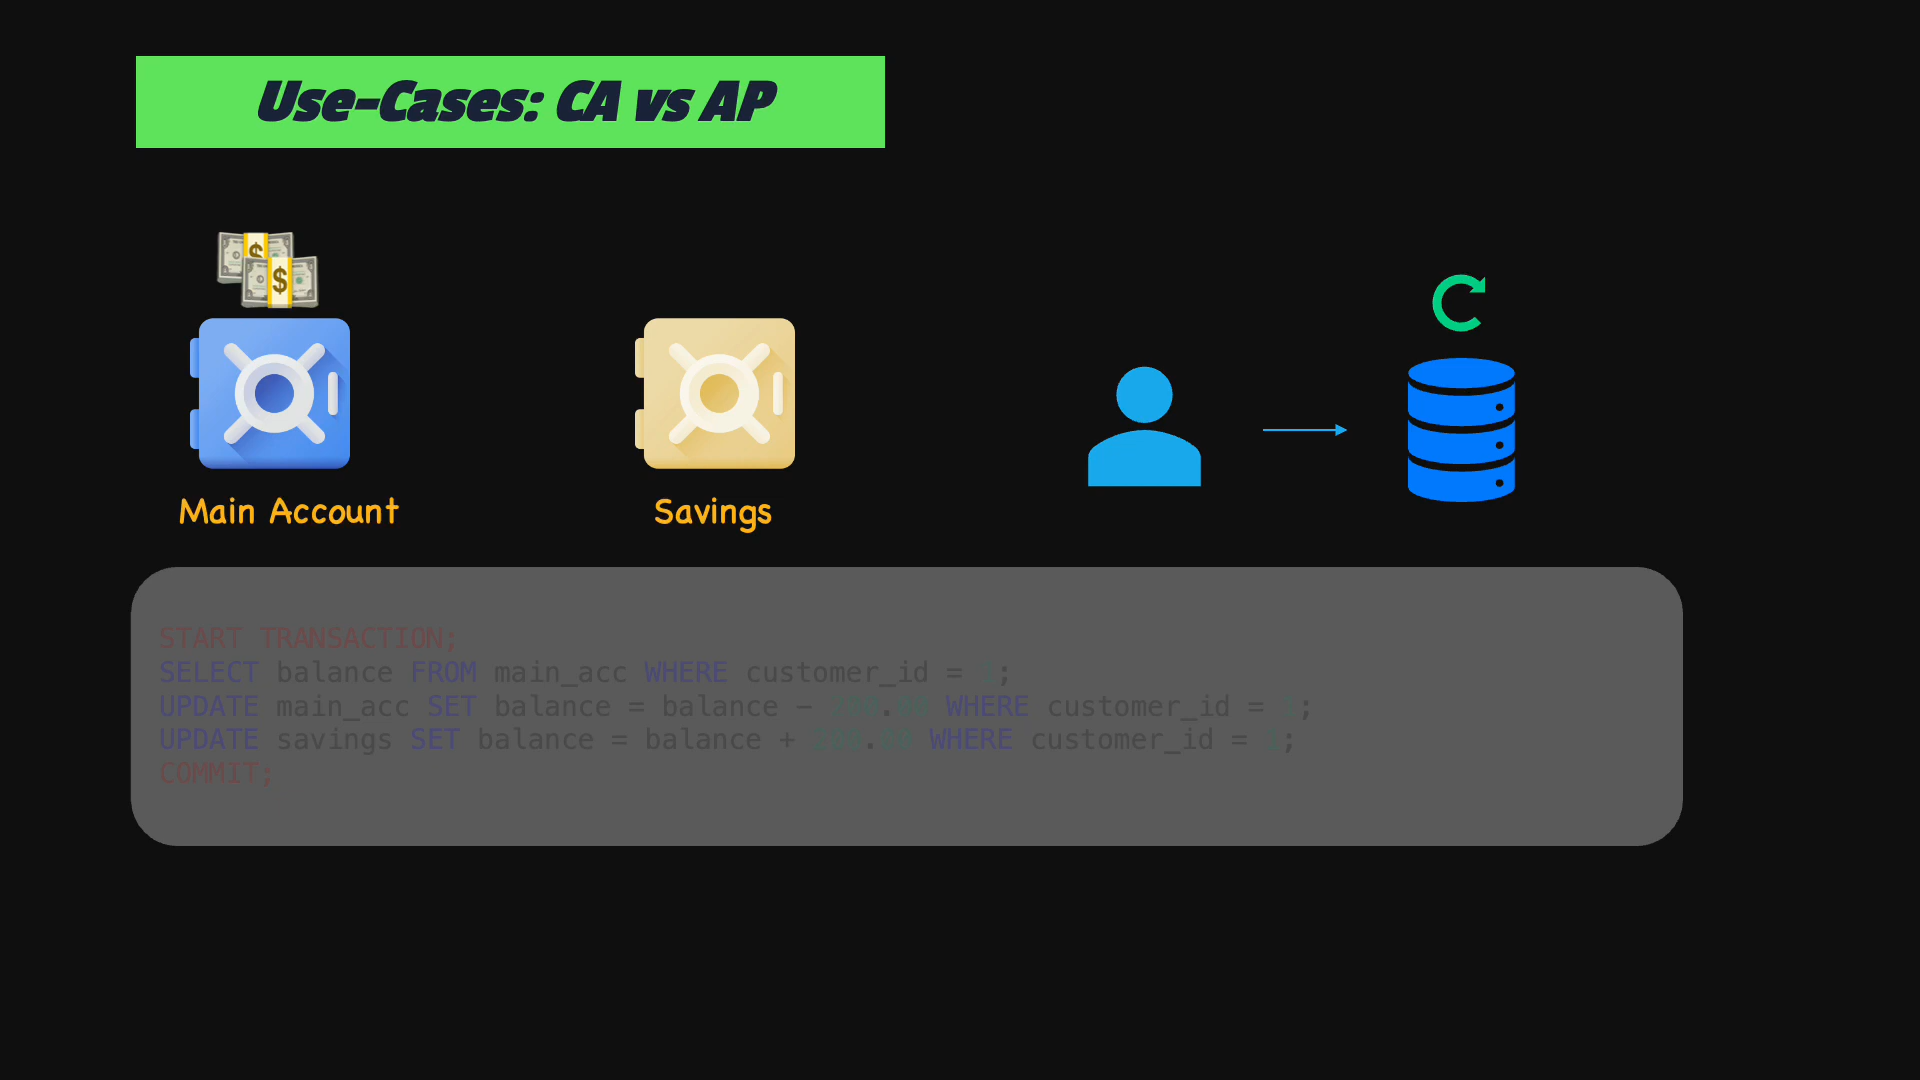 Use-Cases: CA vs AP
$
$
Main Account
Savings
START TRANSACTION;
SELECT balance FROM main_acc WHERE customer_id = ;
UPDATE main_acc SET balance = balance - WHERE customer_id = ;
UPDATE savings SET balance = balance + WHERE customer_id = ;
COMMIT;